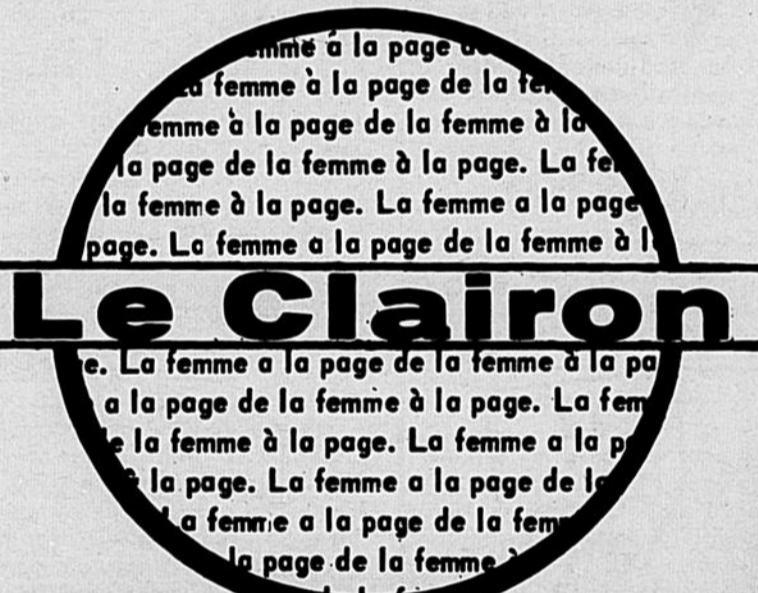 à la page
femme à la page de la
femme à la page de la femme à la
la page de la femme à la page. La
la femme à la page. La femme a la page
page. La femme a la page de la femme à
Le Clairon
La femme a la page de la femme à la
a la page de la femme à la page. La
la femme à la page. La femme a la
la page. La femme a la page de
La femme a la page de la
la page de la femme